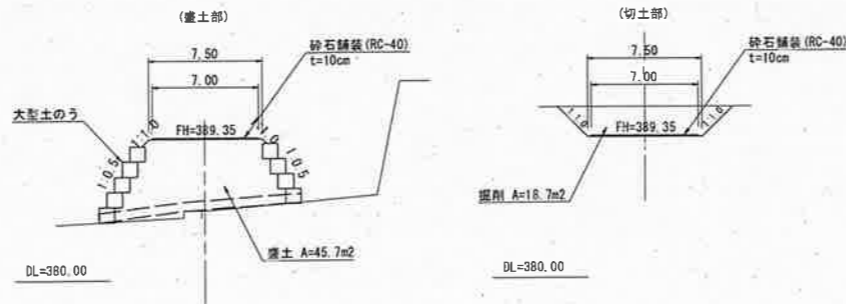 (盛土部)
7.50
7.00
砕石舗装(RC-40)
t=10cm
大型土のう
1:1.0
FH=389.35
1:1.0
1:0.5
1:0.5
盛土 A=45.7m2
DL=380.00
(切土部)
7.50
7.00
砕石舗装(RC-40)
t=10cm
1:1.0
FH=389.35
1:1.0
掘削 A=18.7m2
DL=380.00